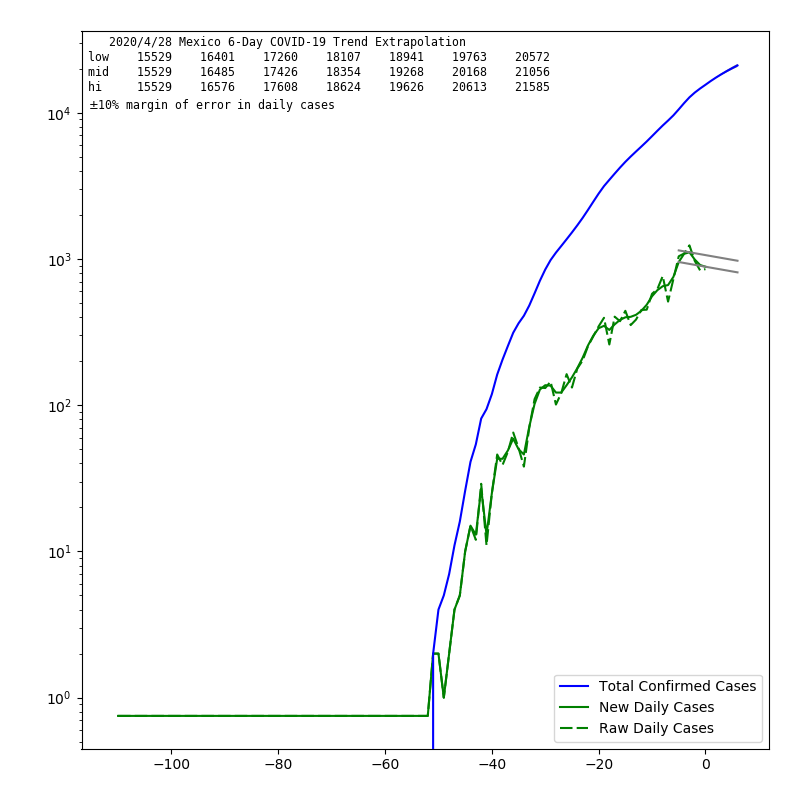 2020/4/28 Mexico 6-Day COVID-19 Trend Extrapolation
low 15529 16401 17260 18107 18941 19763 20572
mid 15529 16485 17426 18354 19268 20168 21056
hi 15529 16576 17608 18624 19626 20613 21585
±10% margin of error in daily cases
10⁴
10³
10²
10¹
10⁰
Total Confirmed Cases
New Daily Cases
Raw Daily Cases
−100 −80 −60 −40 −20 0